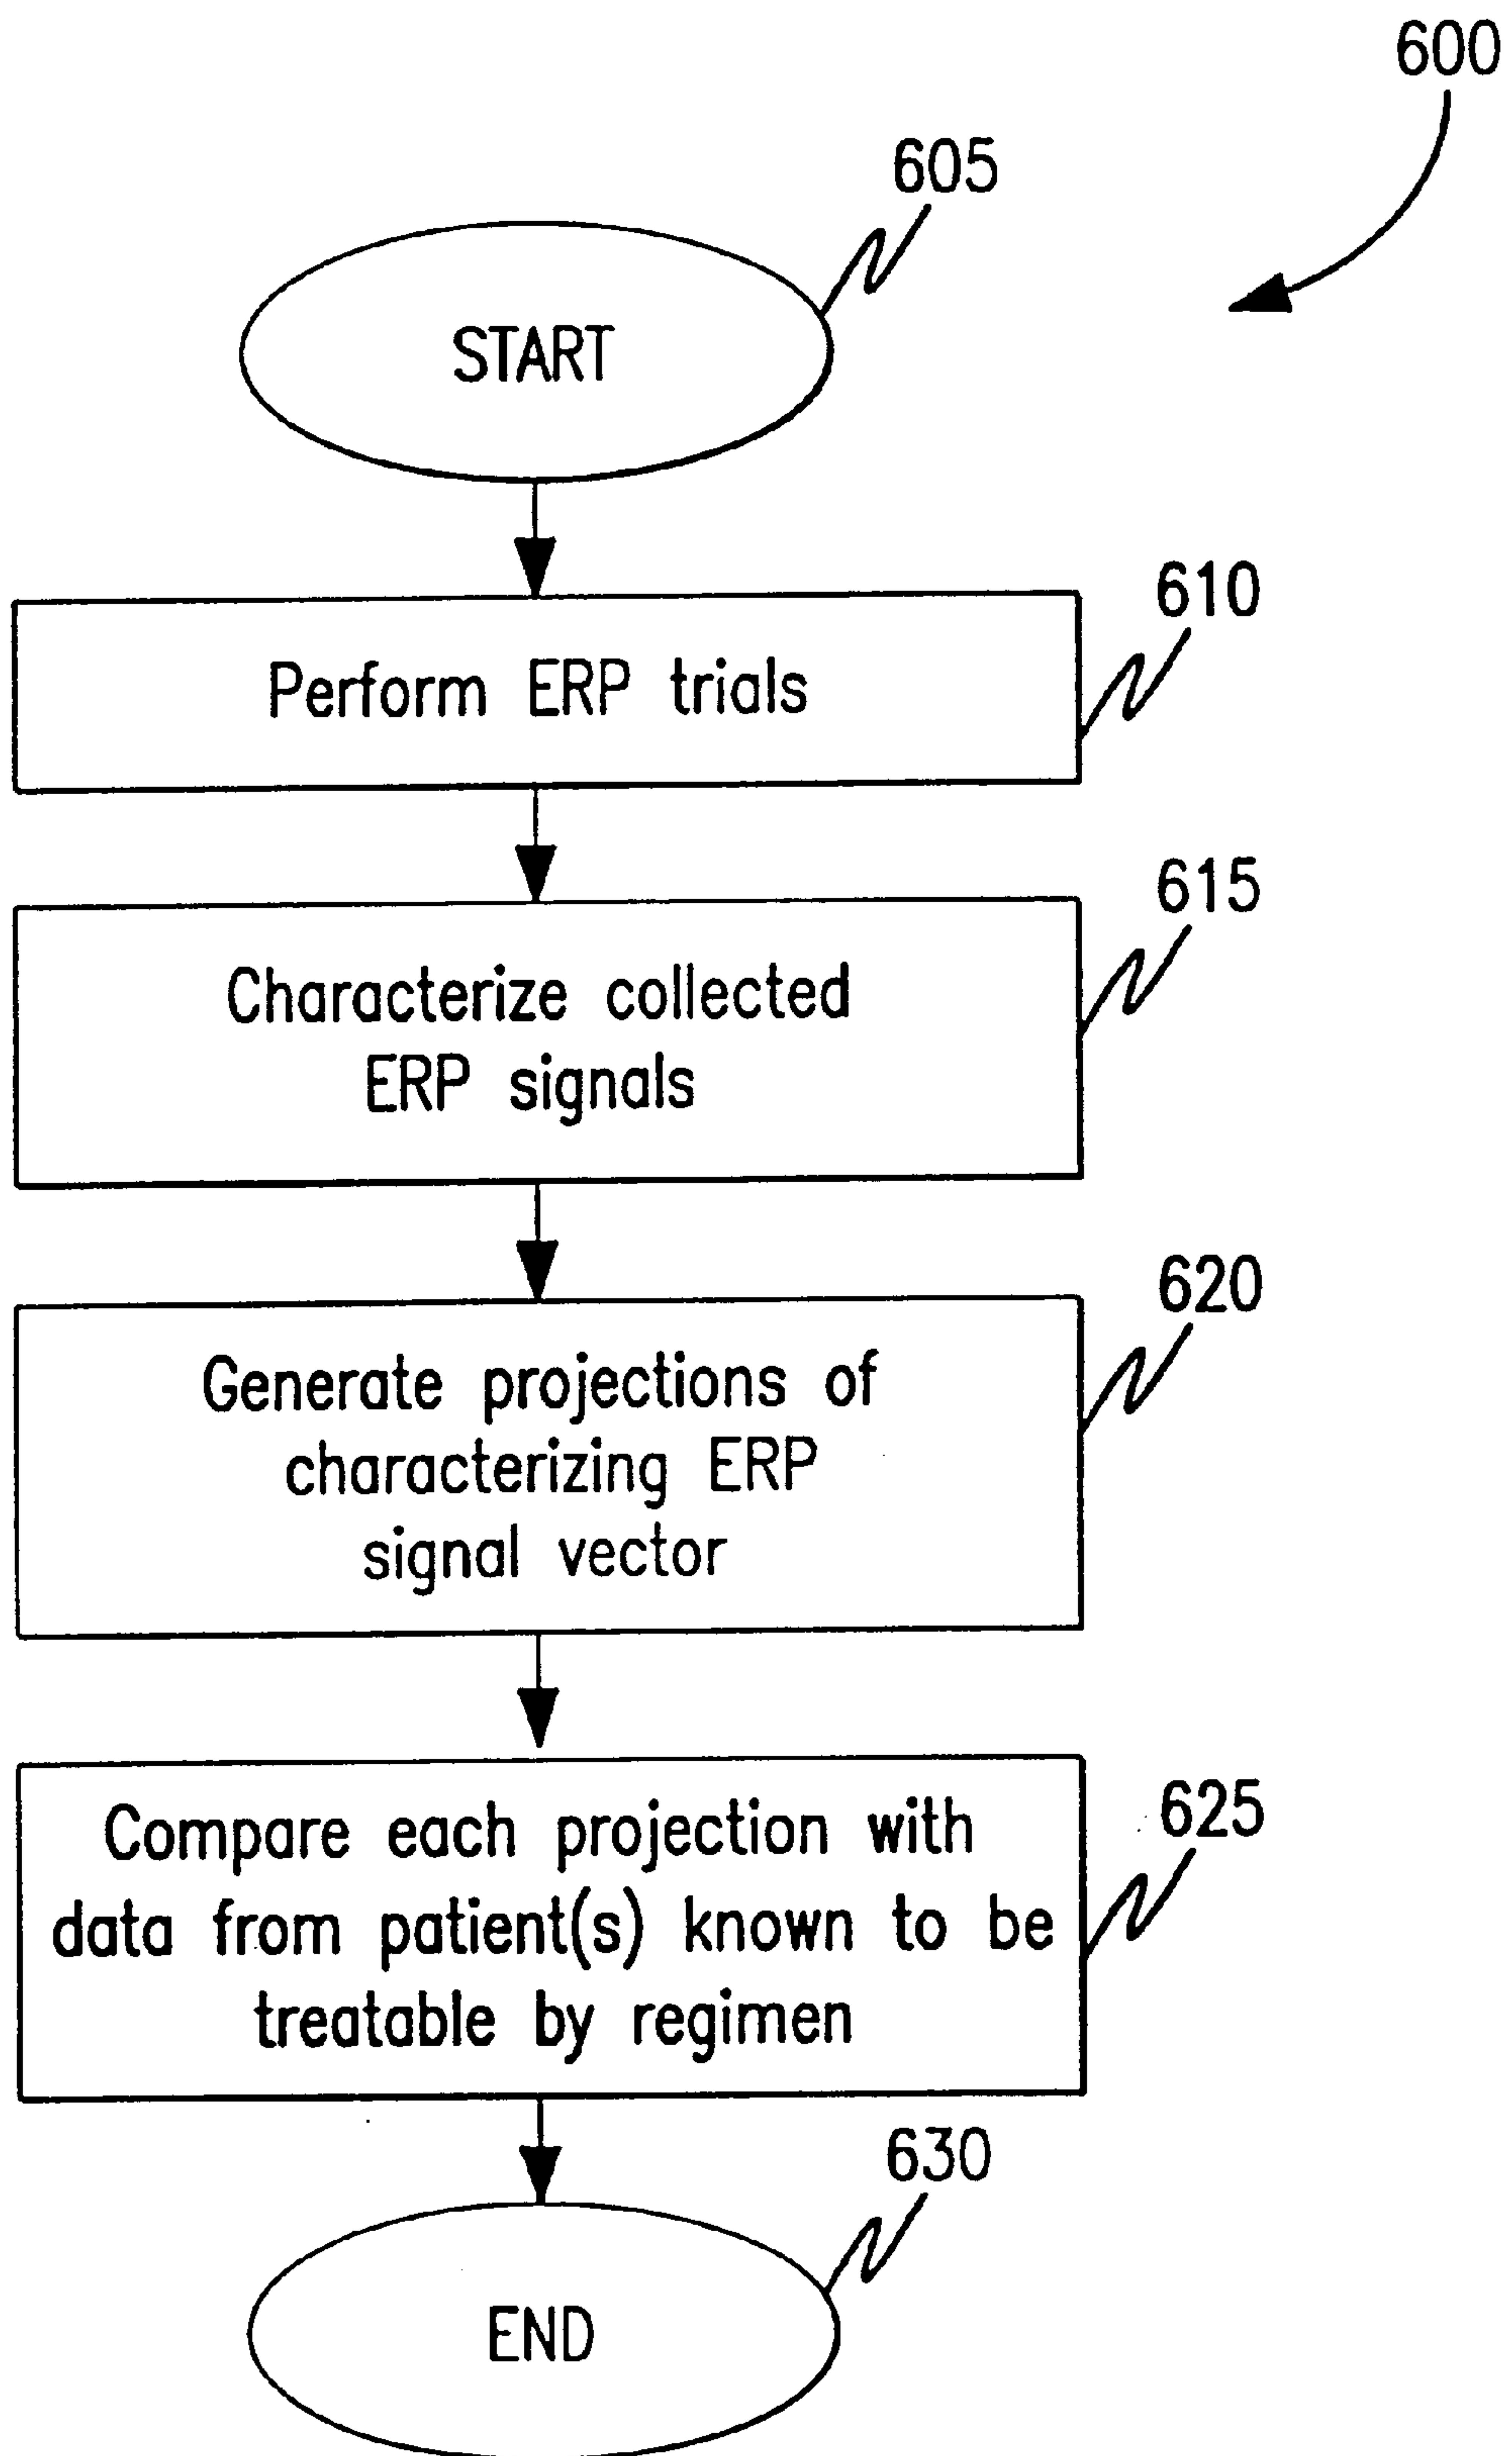 600
605
START
610
Perform ERP trials
615
Characterize collected
ERP signals
620
Generate projections of
characterizing ERP
signal vector
625
Compare each projection with
data from patient(s) known to be
treatable by regimen
630
END